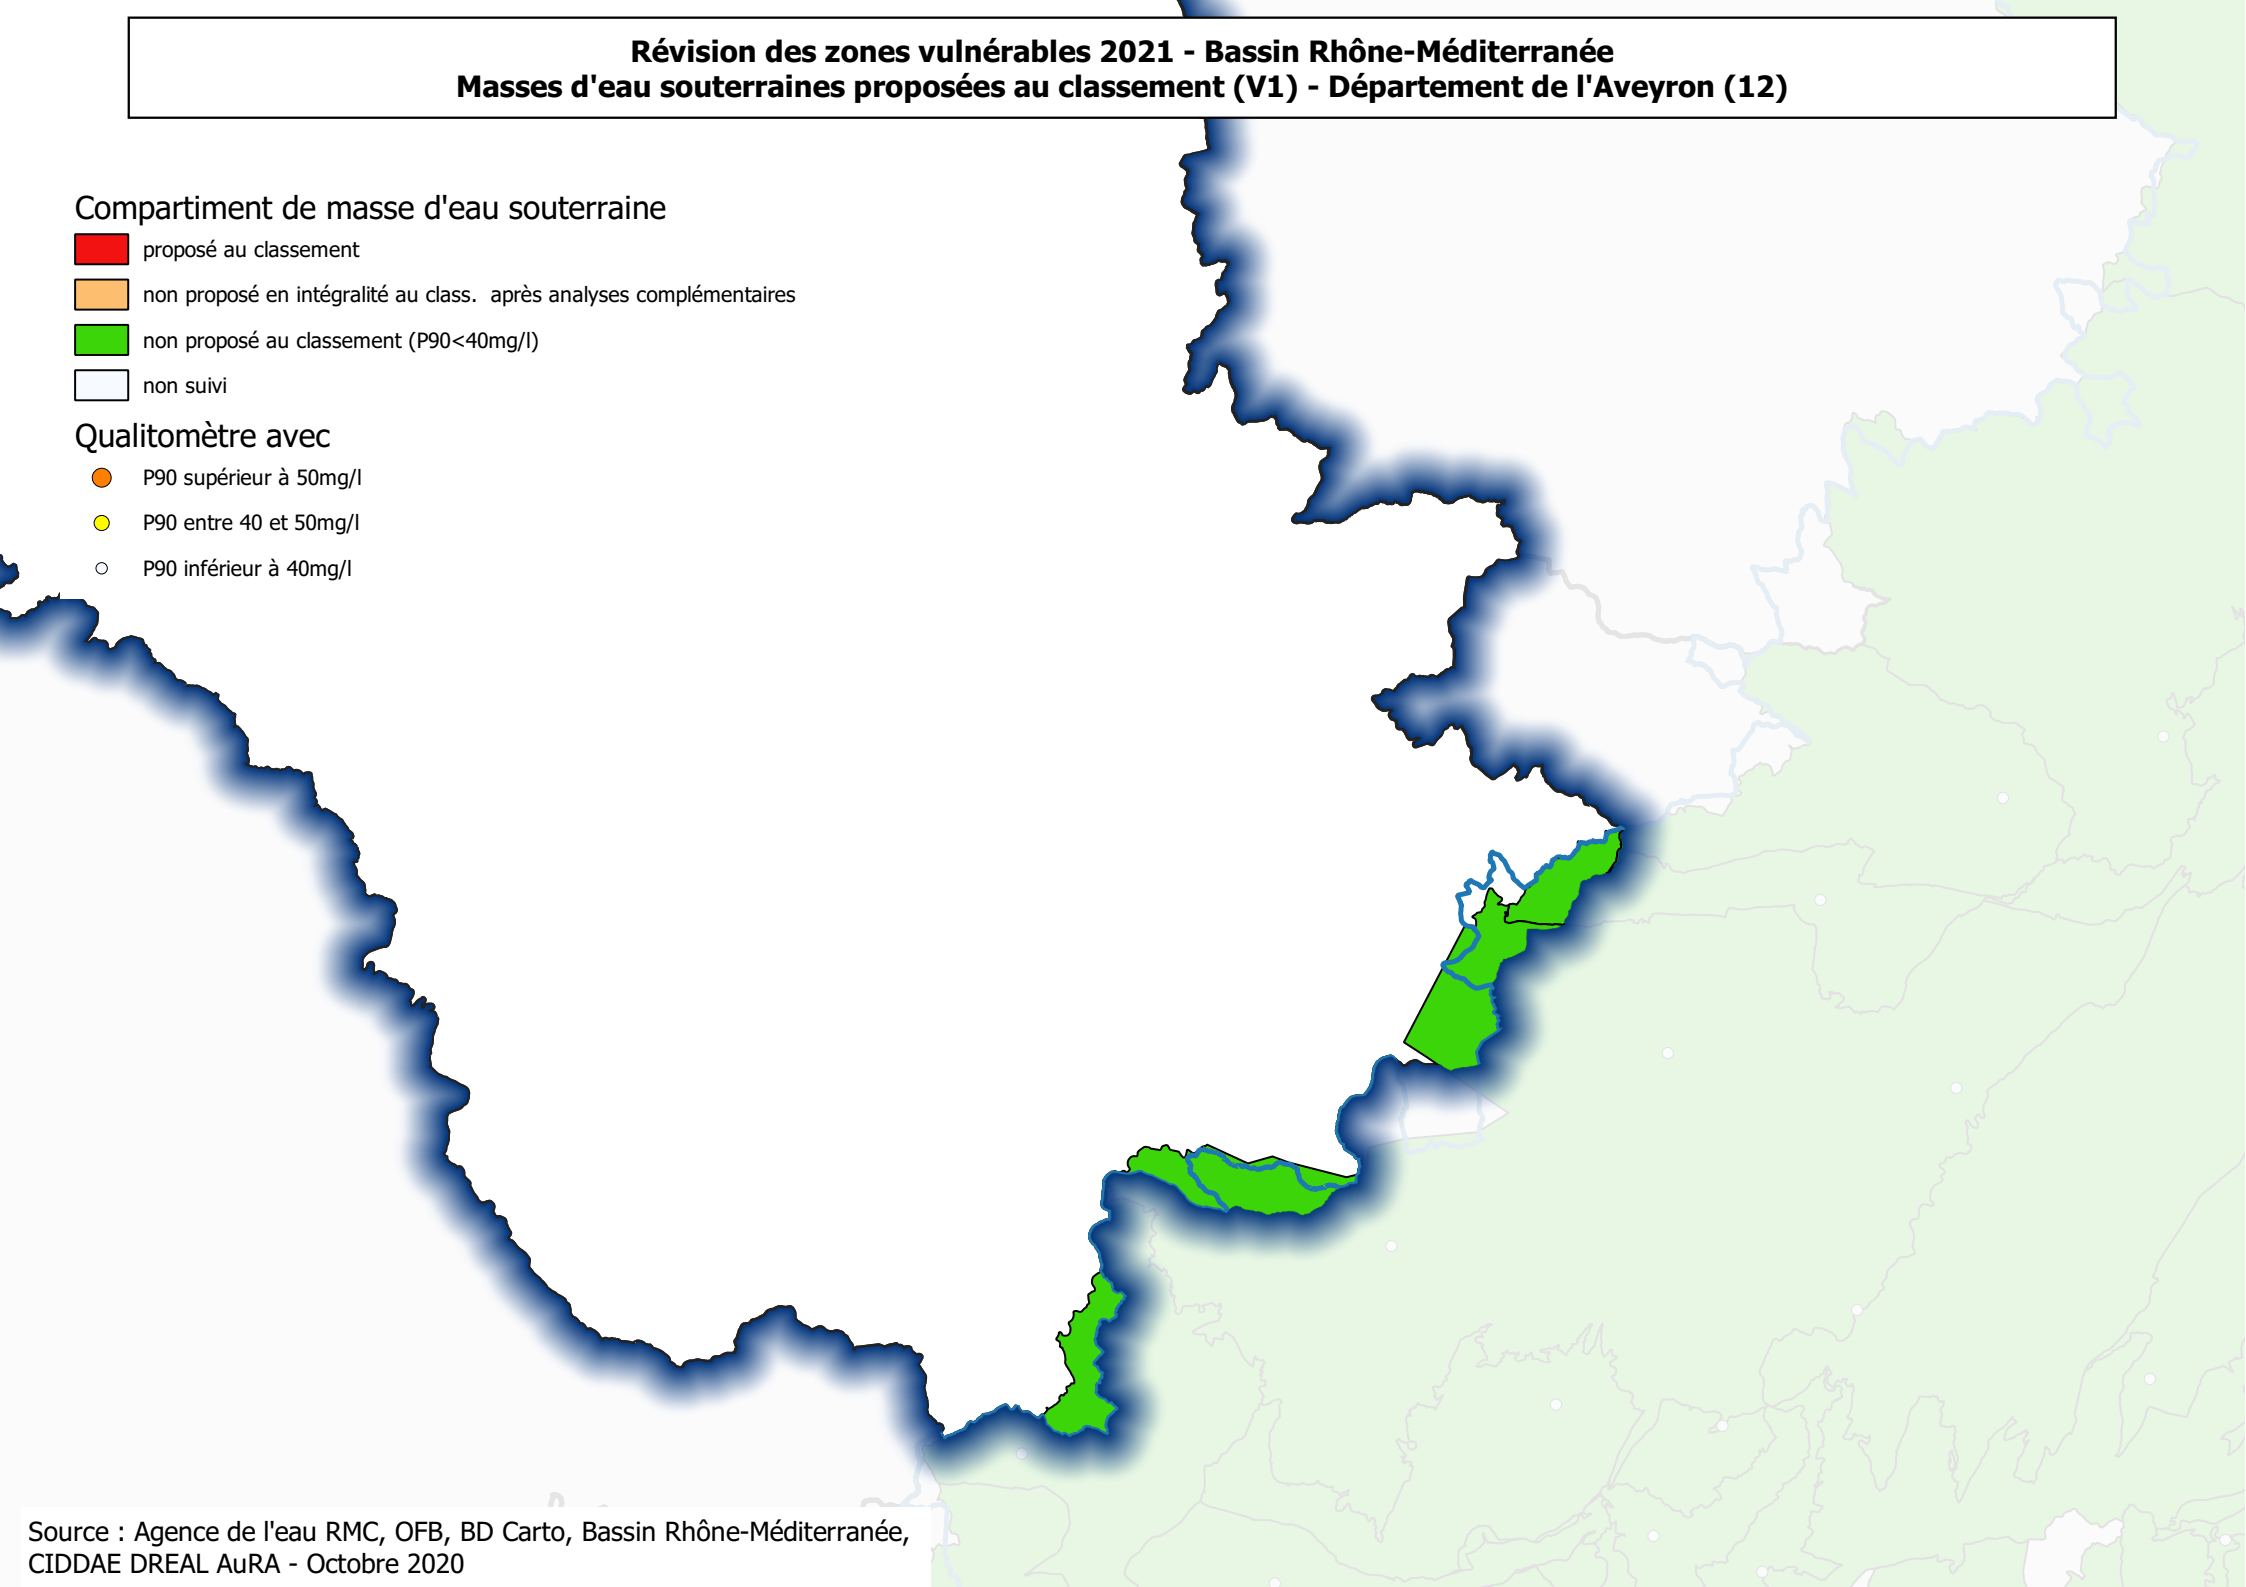 Révision des zones vulnérables 2021 - Bassin Rhône-Méditerranée
Masses d'eau souterraines proposées au classement (V1) - Département de l'Aveyron (12)
Compartiment de masse d'eau souterraine
proposé au classement
non proposé en intégralité au class. après analyses complémentaires
non proposé au classement (P90<40mg/l)
non suivi
Qualitomètre avec
P90 supérieur à 50mg/l
P90 entre 40 et 50mg/l
P90 inférieur à 40mg/l
Source : Agence de l'eau RMC, OFB, BD Carto, Bassin Rhône-Méditerranée,
CIDDAE DREAL AuRA - Octobre 2020